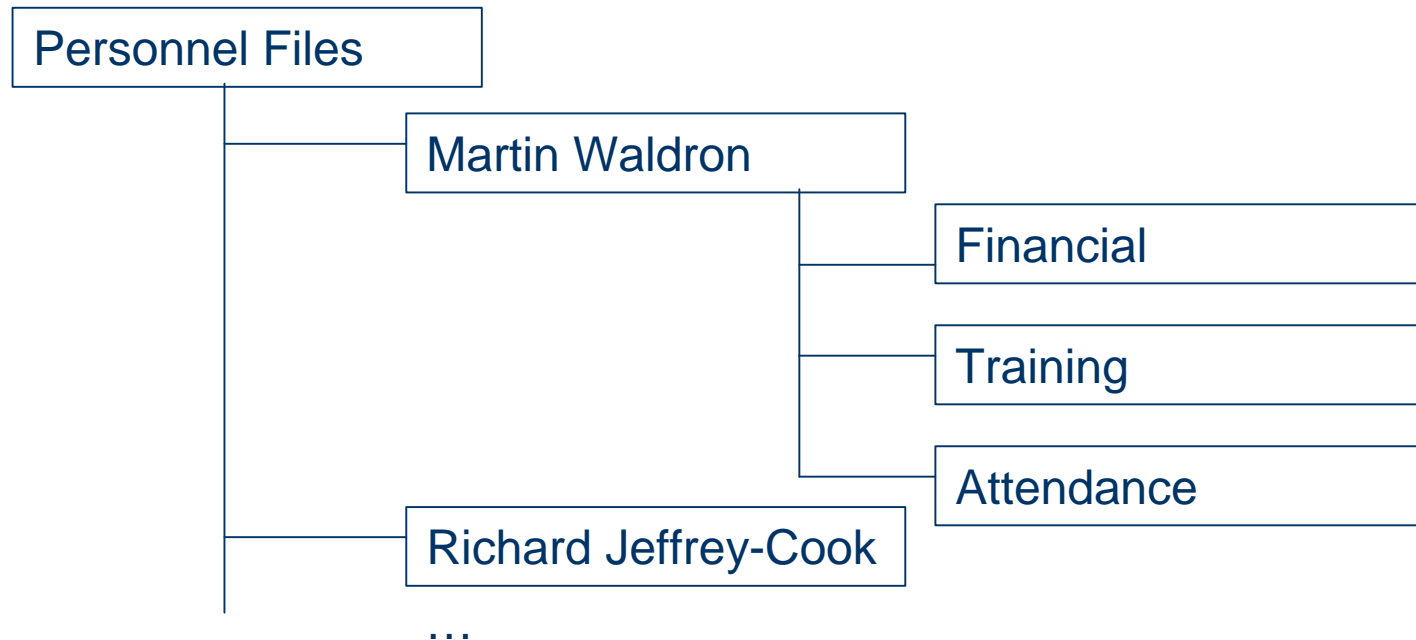 Personnel Files
Martin Waldron
Financial
Training
Attendance
Richard Jeffrey-Cook
...